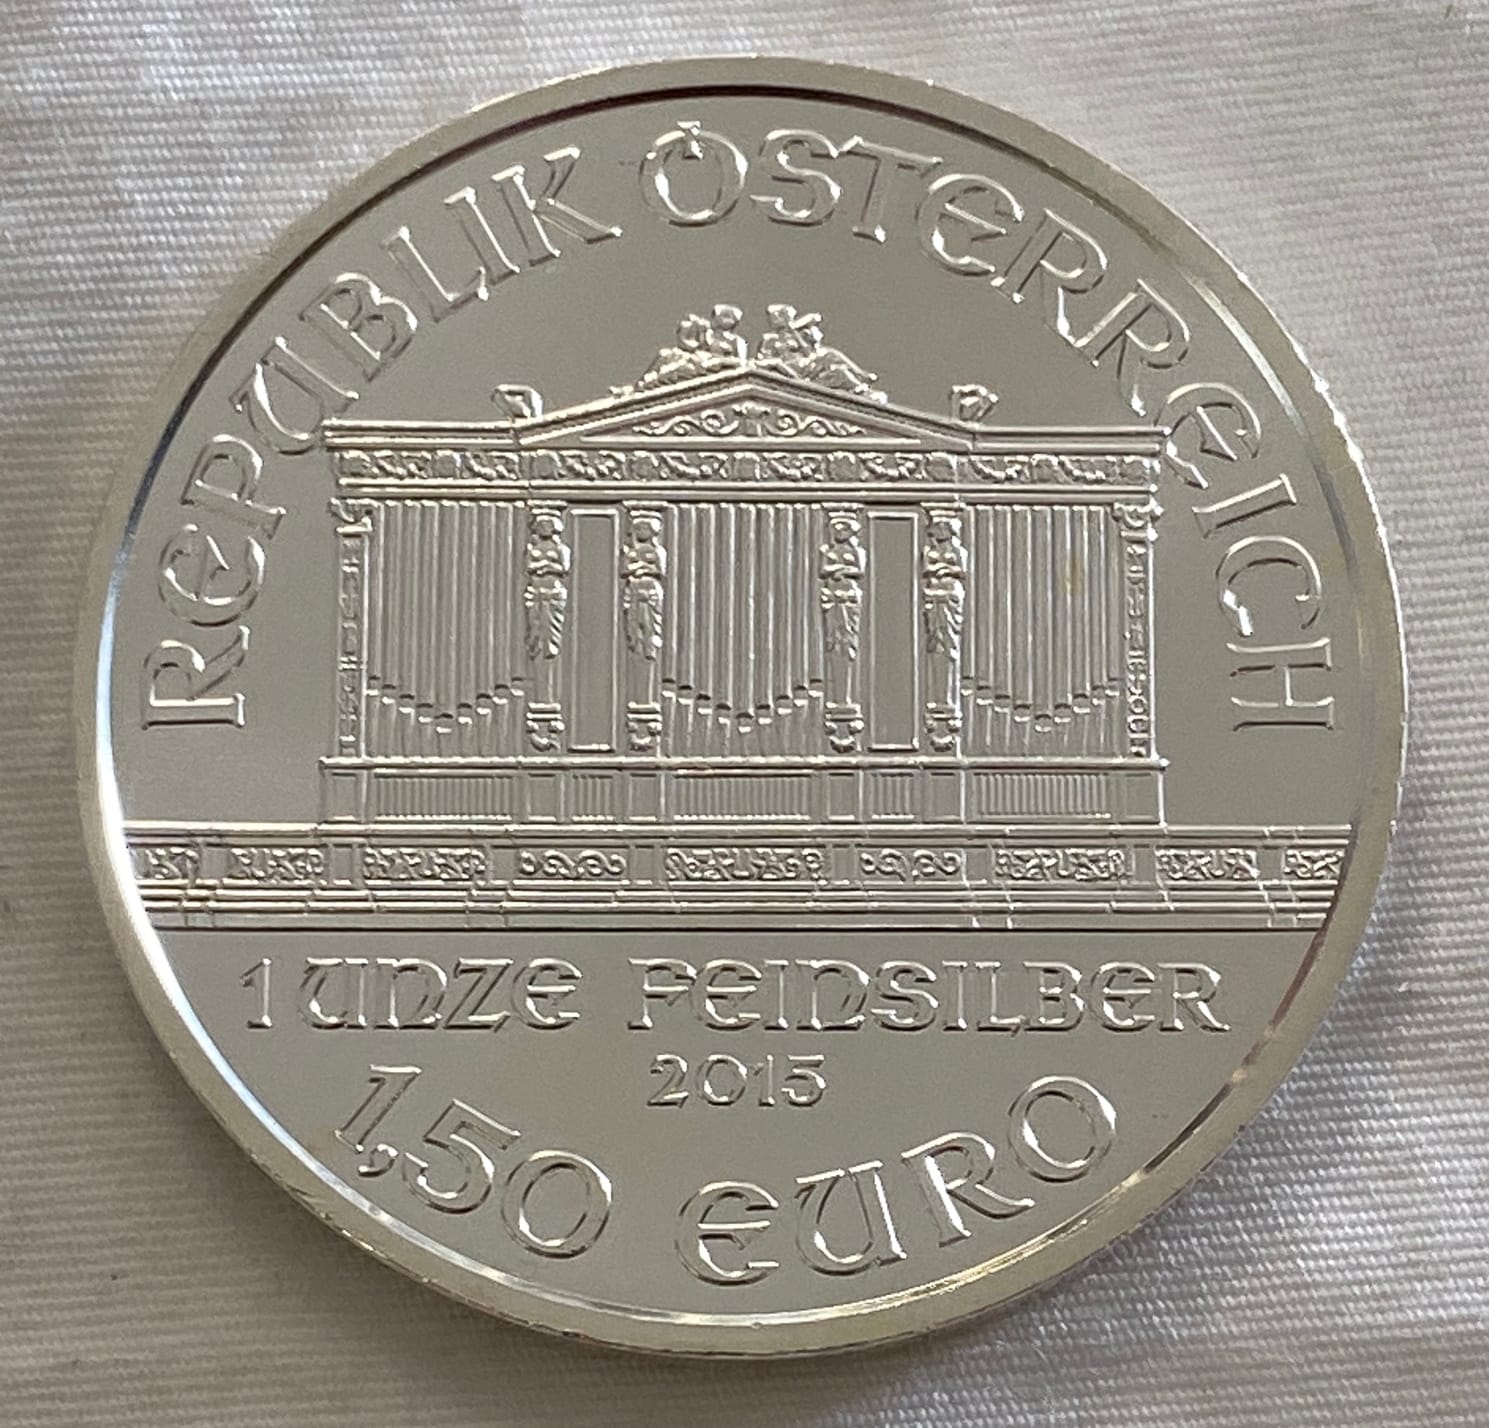 REPUBLIK ÖSTERREICH
1 UNZE FEINSILBER
2015
1,50 EURO